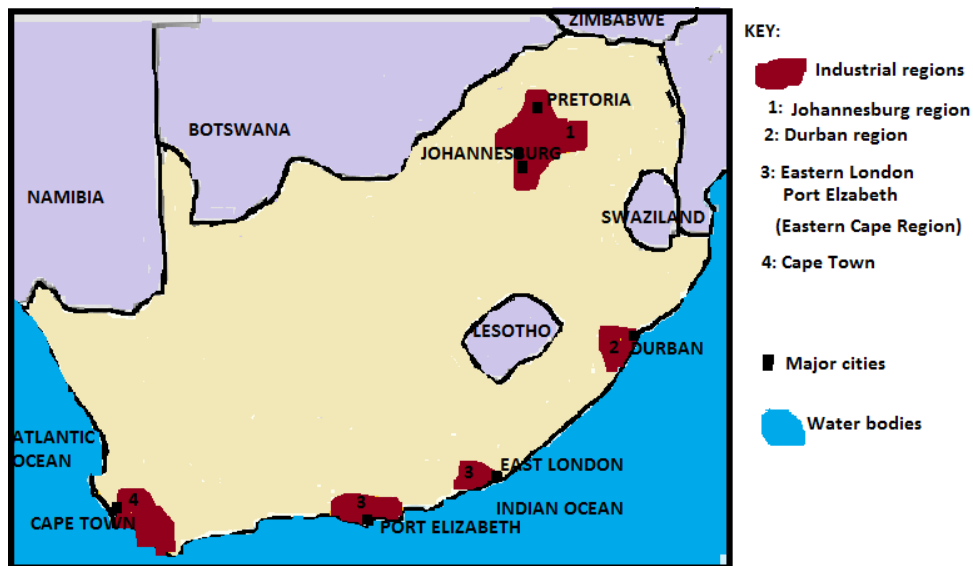 ZIMBABWE
PRETORIA
1
BOTSWANA
JOHANNESBURG
NAMIBIA
SWAZILAND
LESOTHO
2
DURBAN
ATLANTIC
OCEAN
3
EAST LONDON
4
3
INDIAN OCEAN
CAPE TOWN
PORT ELIZABETH
KEY:
Industrial regions
1: Johannesburg region
2: Durban region
3: Eastern London
Port Elzabeth
(Eastern Cape Region)
4: Cape Town
Major cities
Water bodies